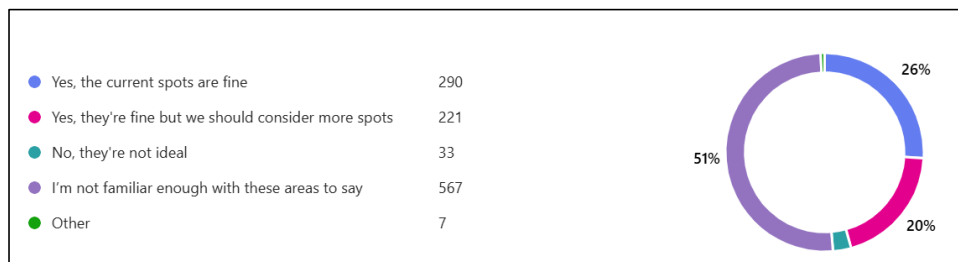 Yes, the current spots are fine 290
Yes, they're fine but we should consider more spots 221
No, they're not ideal 33
I'm not familiar enough with these areas to say 567
Other 7
26%
51%
20%